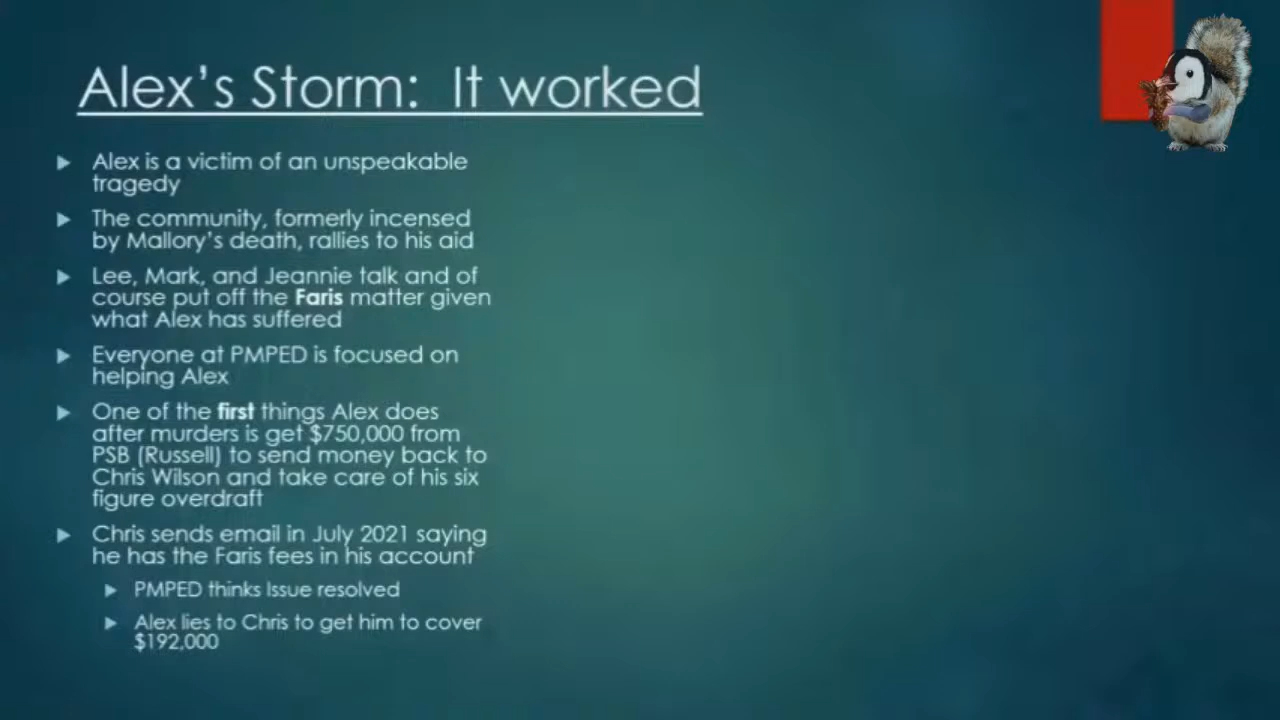 Alex's Storm: It worked
Alex is a victim of an unspeakable
tragedy
The community, formerly incensed
by Mallory's death, rallies to his aid
Lee, Mark, and Jeannie talk and of
course put off the Faris matter given
what Alex has suffered
Everyone at PMPED is focused on
helping Alex
One of the first things Alex does
after murders is get $750,000 from
PSB (Russell) to send money back to
Chris Wilson and take care of his six
figure overdraft
Chris sends email in July 2021 saying
he has the Faris fees in his account
PMPED thinks Issue resolved
Alex lies to Chris to get him to cover
$192,000